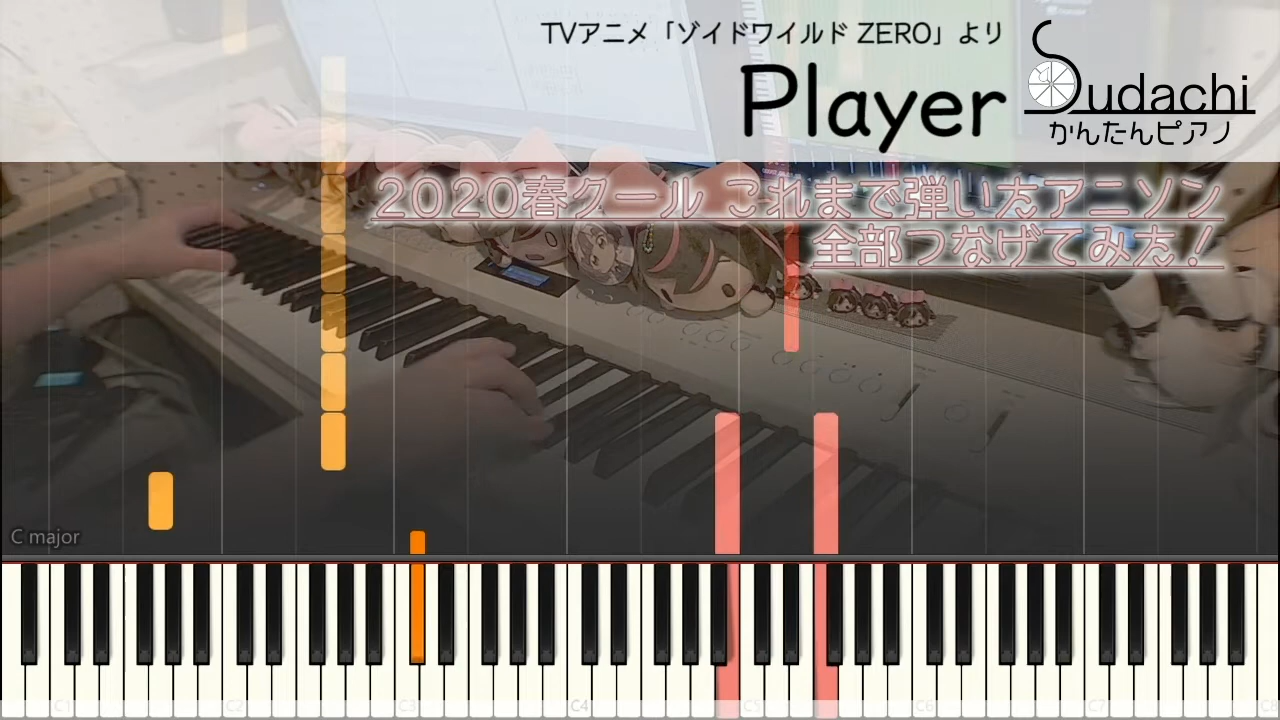 TVアニメ「ゾイドワイルド ZERO」より
Player
Sudachi
かんたんピアノ
2020春クール これまで弾いたアニソン
全部つなげてみた!
C major
C1 C2 C3 C4 C5 C6 C7 C8